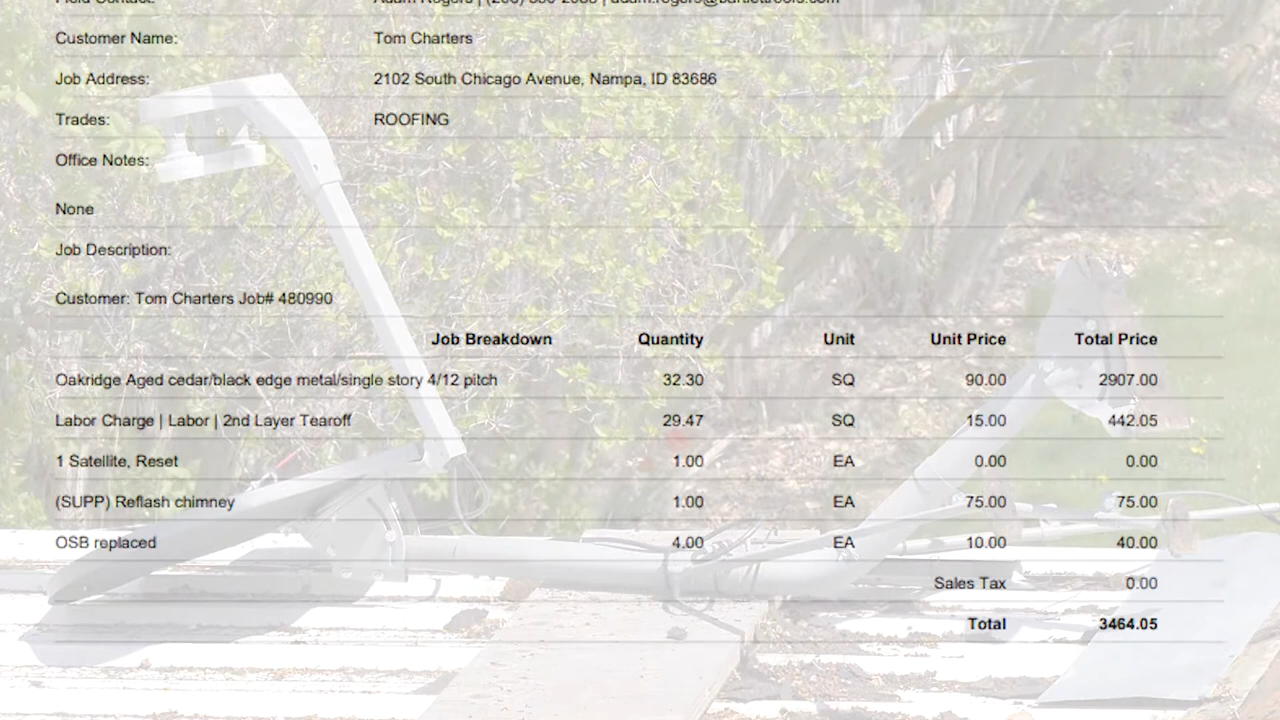 Customer Name: Tom Charters
Job Address: 2102 South Chicago Avenue, Nampa, ID 83686
Trades: ROOFING
Office Notes:
None
Job Description:
Customer: Tom Charters Job# 480990
Job Breakdown Quantity Unit Unit Price Total Price
Oakridge Aged cedar/black edge metal/single story 4/12 pitch 32.30 SQ 90.00 2907.00
Labor Charge | Labor | 2nd Layer Tearoff 29.47 SQ 15.00 442.05
1 Satellite, Reset 1.00 EA 0.00 0.00
(SUPP) Reflash chimney 1.00 EA 75.00 75.00
OSB replaced 4.00 EA 10.00 40.00
Sales Tax 0.00
Total 3464.05